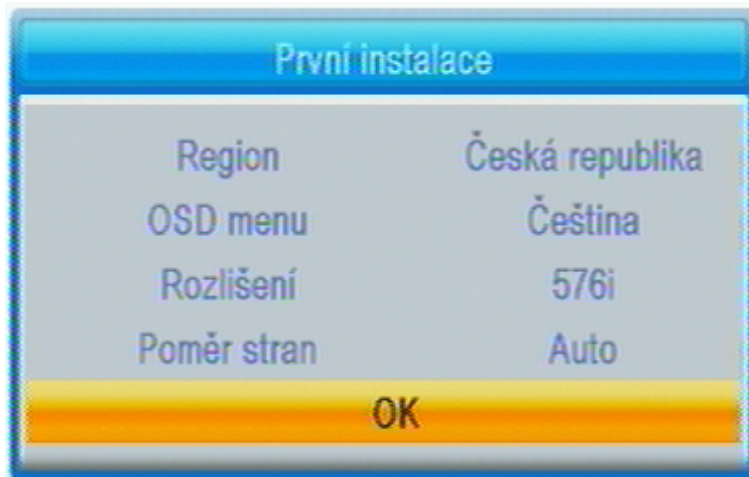 První instalace
Region Česká republika
OSD menu Čeština
Rozlišení 576i
Poměr stran Auto
OK